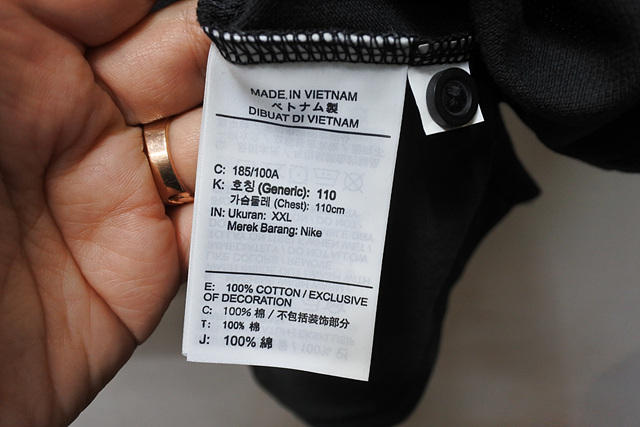 MADE IN VIETNAM
ベトナム製
DIBUAT DI VIETNAM
C: 185/100A
K: 호칭 (Generic): 110
가슴둘레 (Chest): 110cm
IN: Ukuran: XXL
Merek Barang: Nike
E: 100% COTTON / EXCLUSIVE
OF DECORATION
C: 100% 棉 / 不包括装饰部分
T: 100% 棉
J: 100% 綿